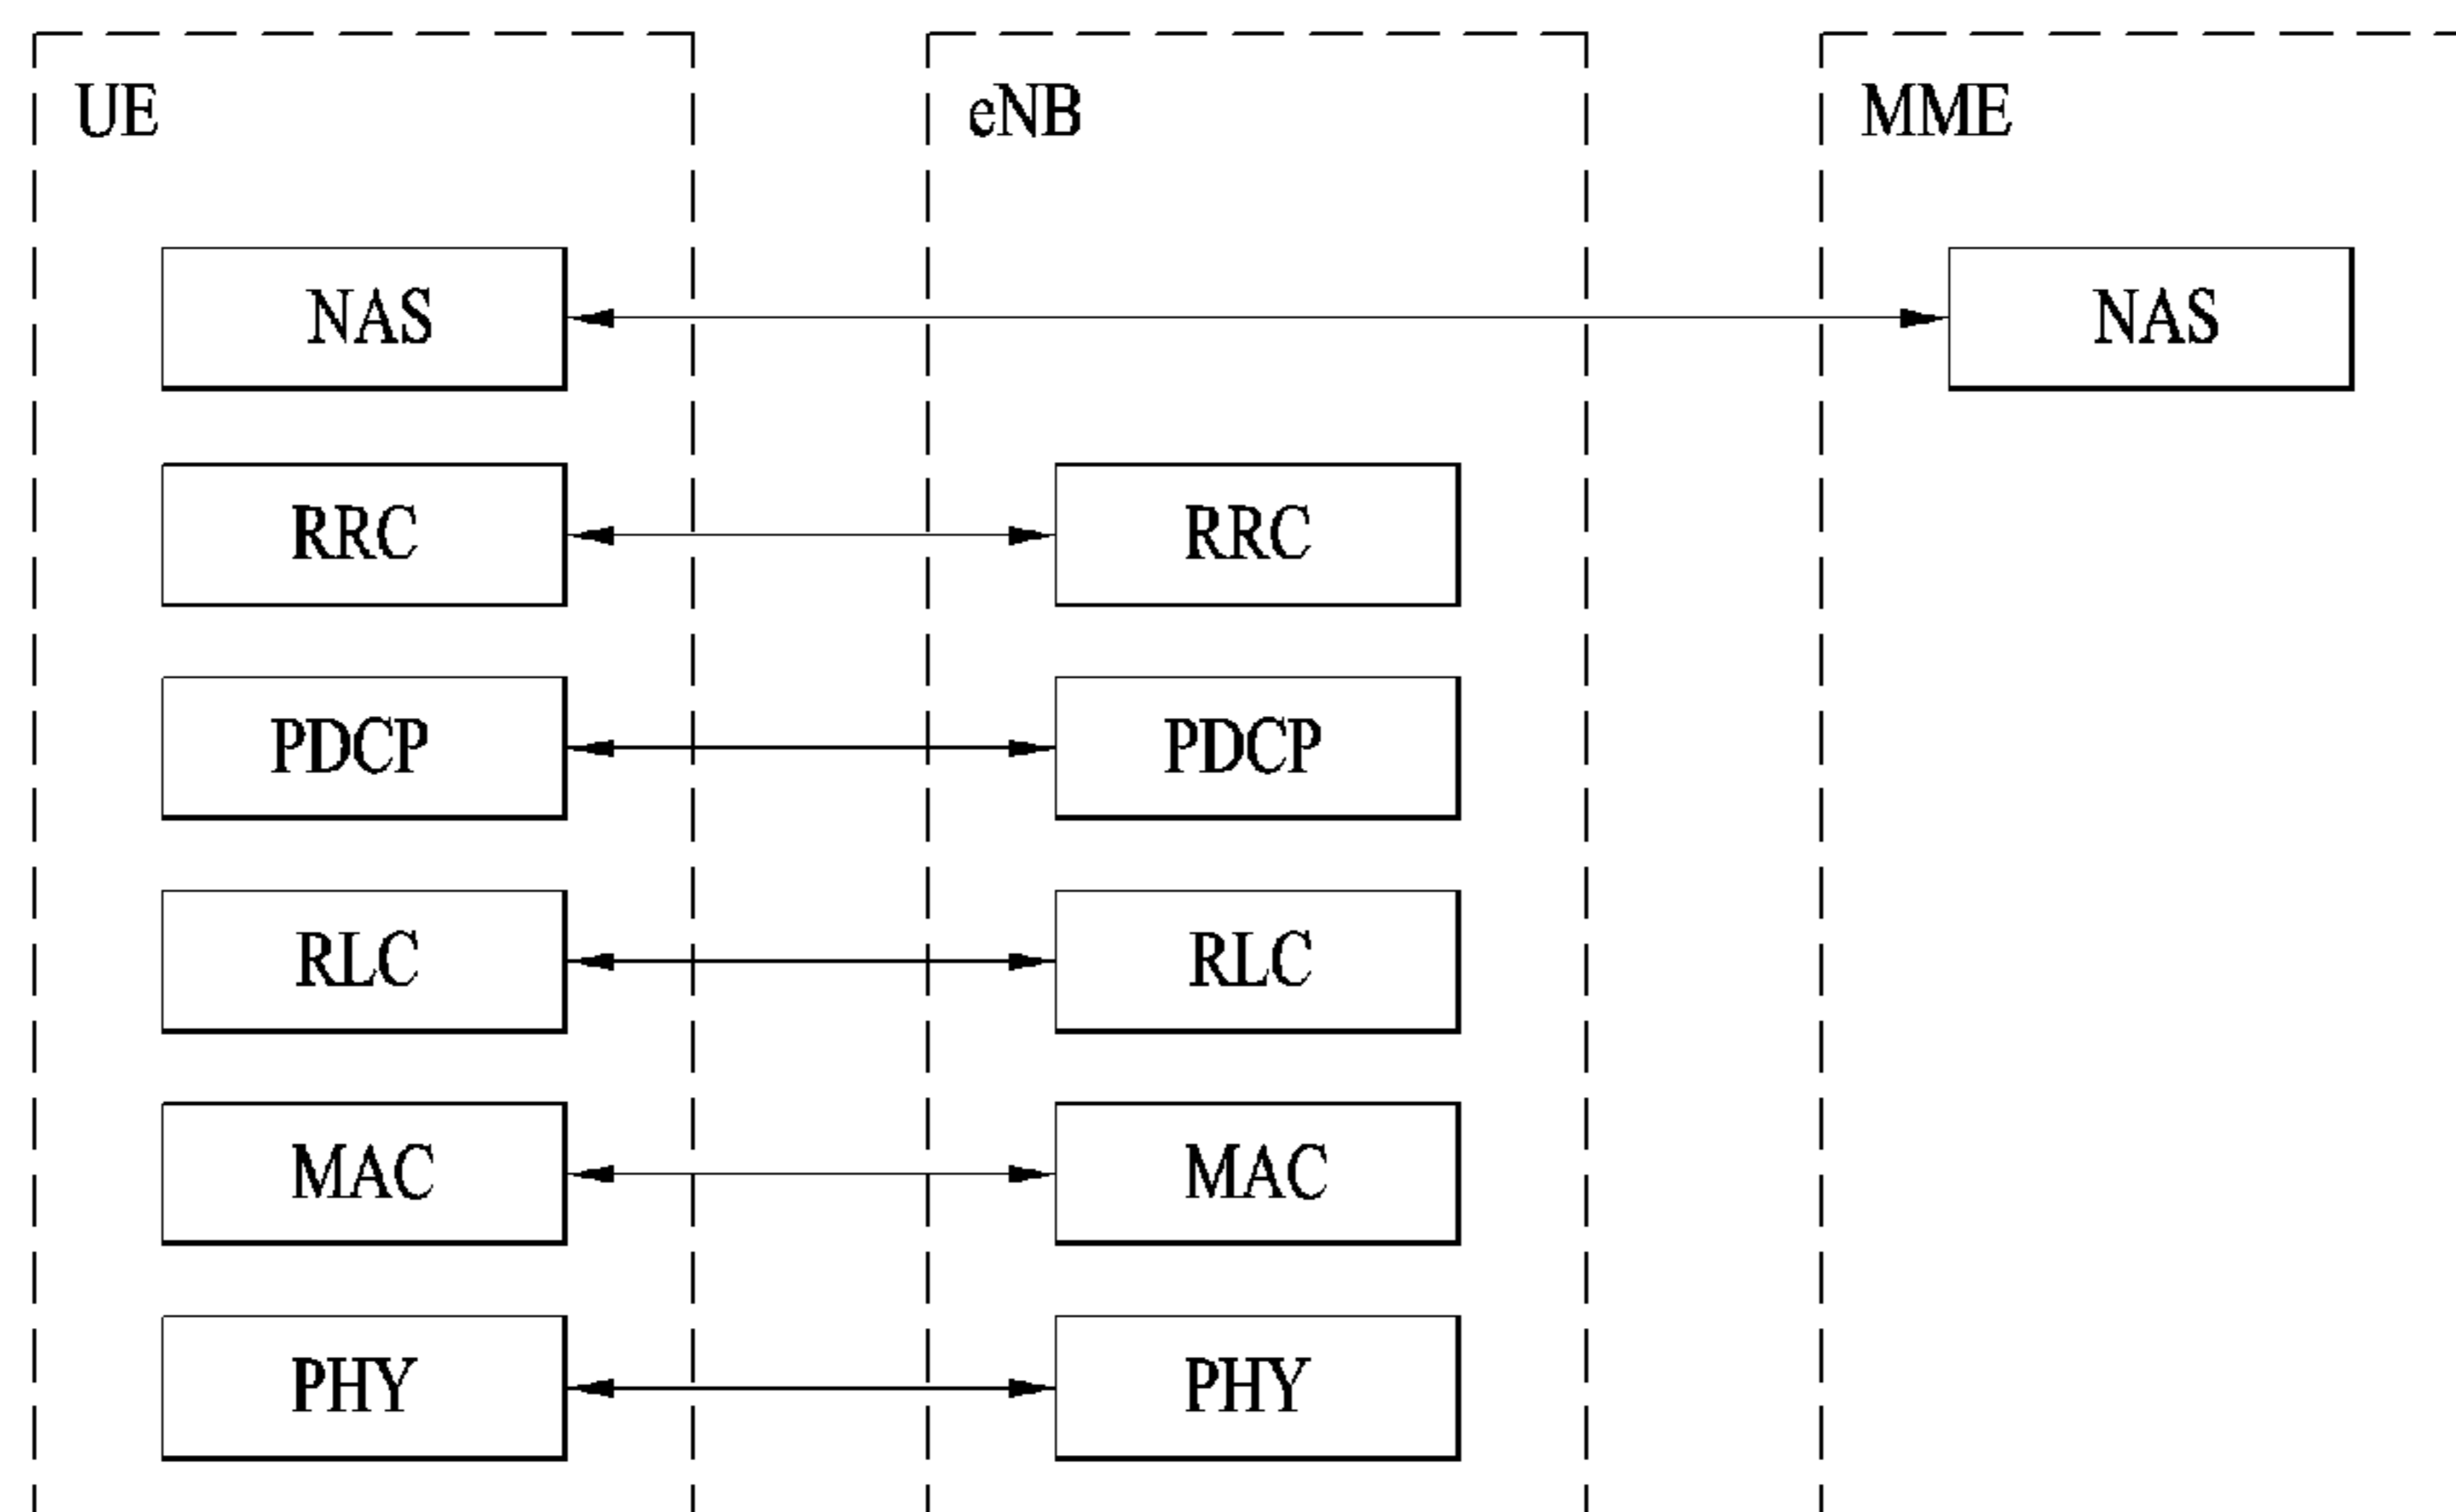 UE eNB MME
NAS NAS
RRC RRC
PDCP PDCP
RLC RLC
MAC MAC
PHY PHY